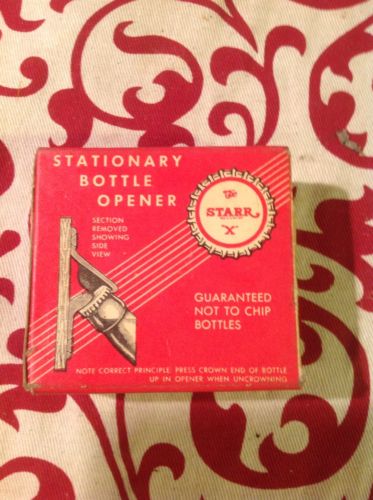 STATIONARY
BOTTLE
OPENER
SECTION
REMOVED
SHOWING
SIDE
VIEW
The
STARR
"X"
GUARANTEED
NOT TO CHIP
BOTTLES
NOTE CORRECT PRINCIPLE: PRESS CROWN END OF BOTTLE
UP IN OPENER WHEN UNCROWNING